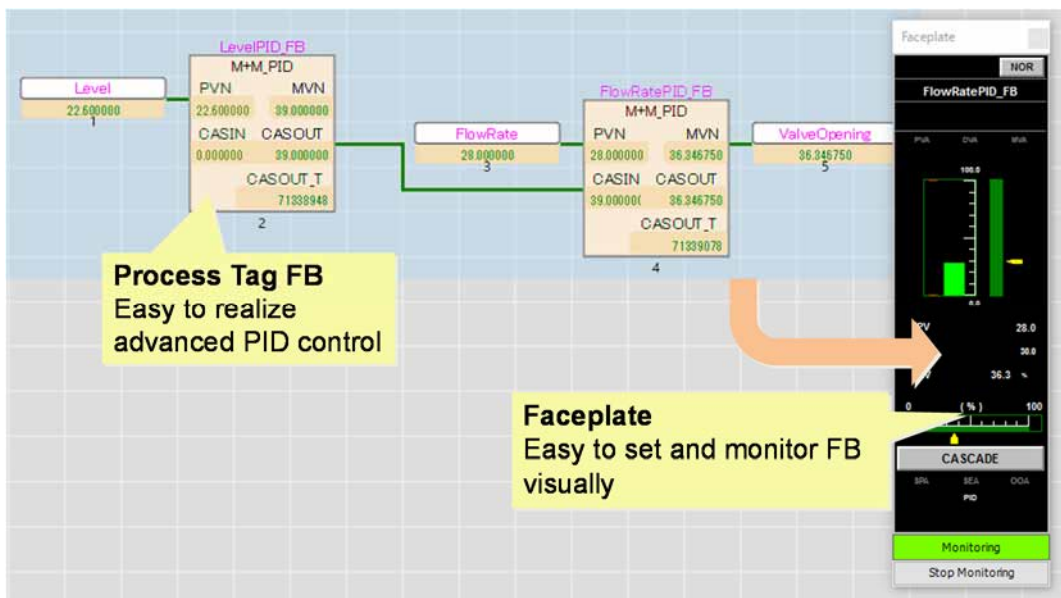 LevelPID_FB
M+M_PID
PVN MVN
22.600000 39.000000
CASIN CASOUT
0.000000 39.000000
CASOUT_T
71338948
2
Level
22.600000
1
FlowRate
28.000000
3
FlowRatePID_FB
M+M_PID
PVN MVN
28.000000 36.346750
CASIN CASOUT
39.00000( 36.346750
CASOUT_T
71339078
4
ValveOpening
36.346750
5
Process Tag FB
Easy to realize
advanced PID control
Faceplate
Easy to set and monitor FB
visually
Faceplate
NOR
FlowRatePID_FB
PVA DVA MVA
100.0
0.0
28.0
36.3 %
0 (%) 100
CASCADE
SPA SEA OOA
PID
Monitoring
Stop Monitoring